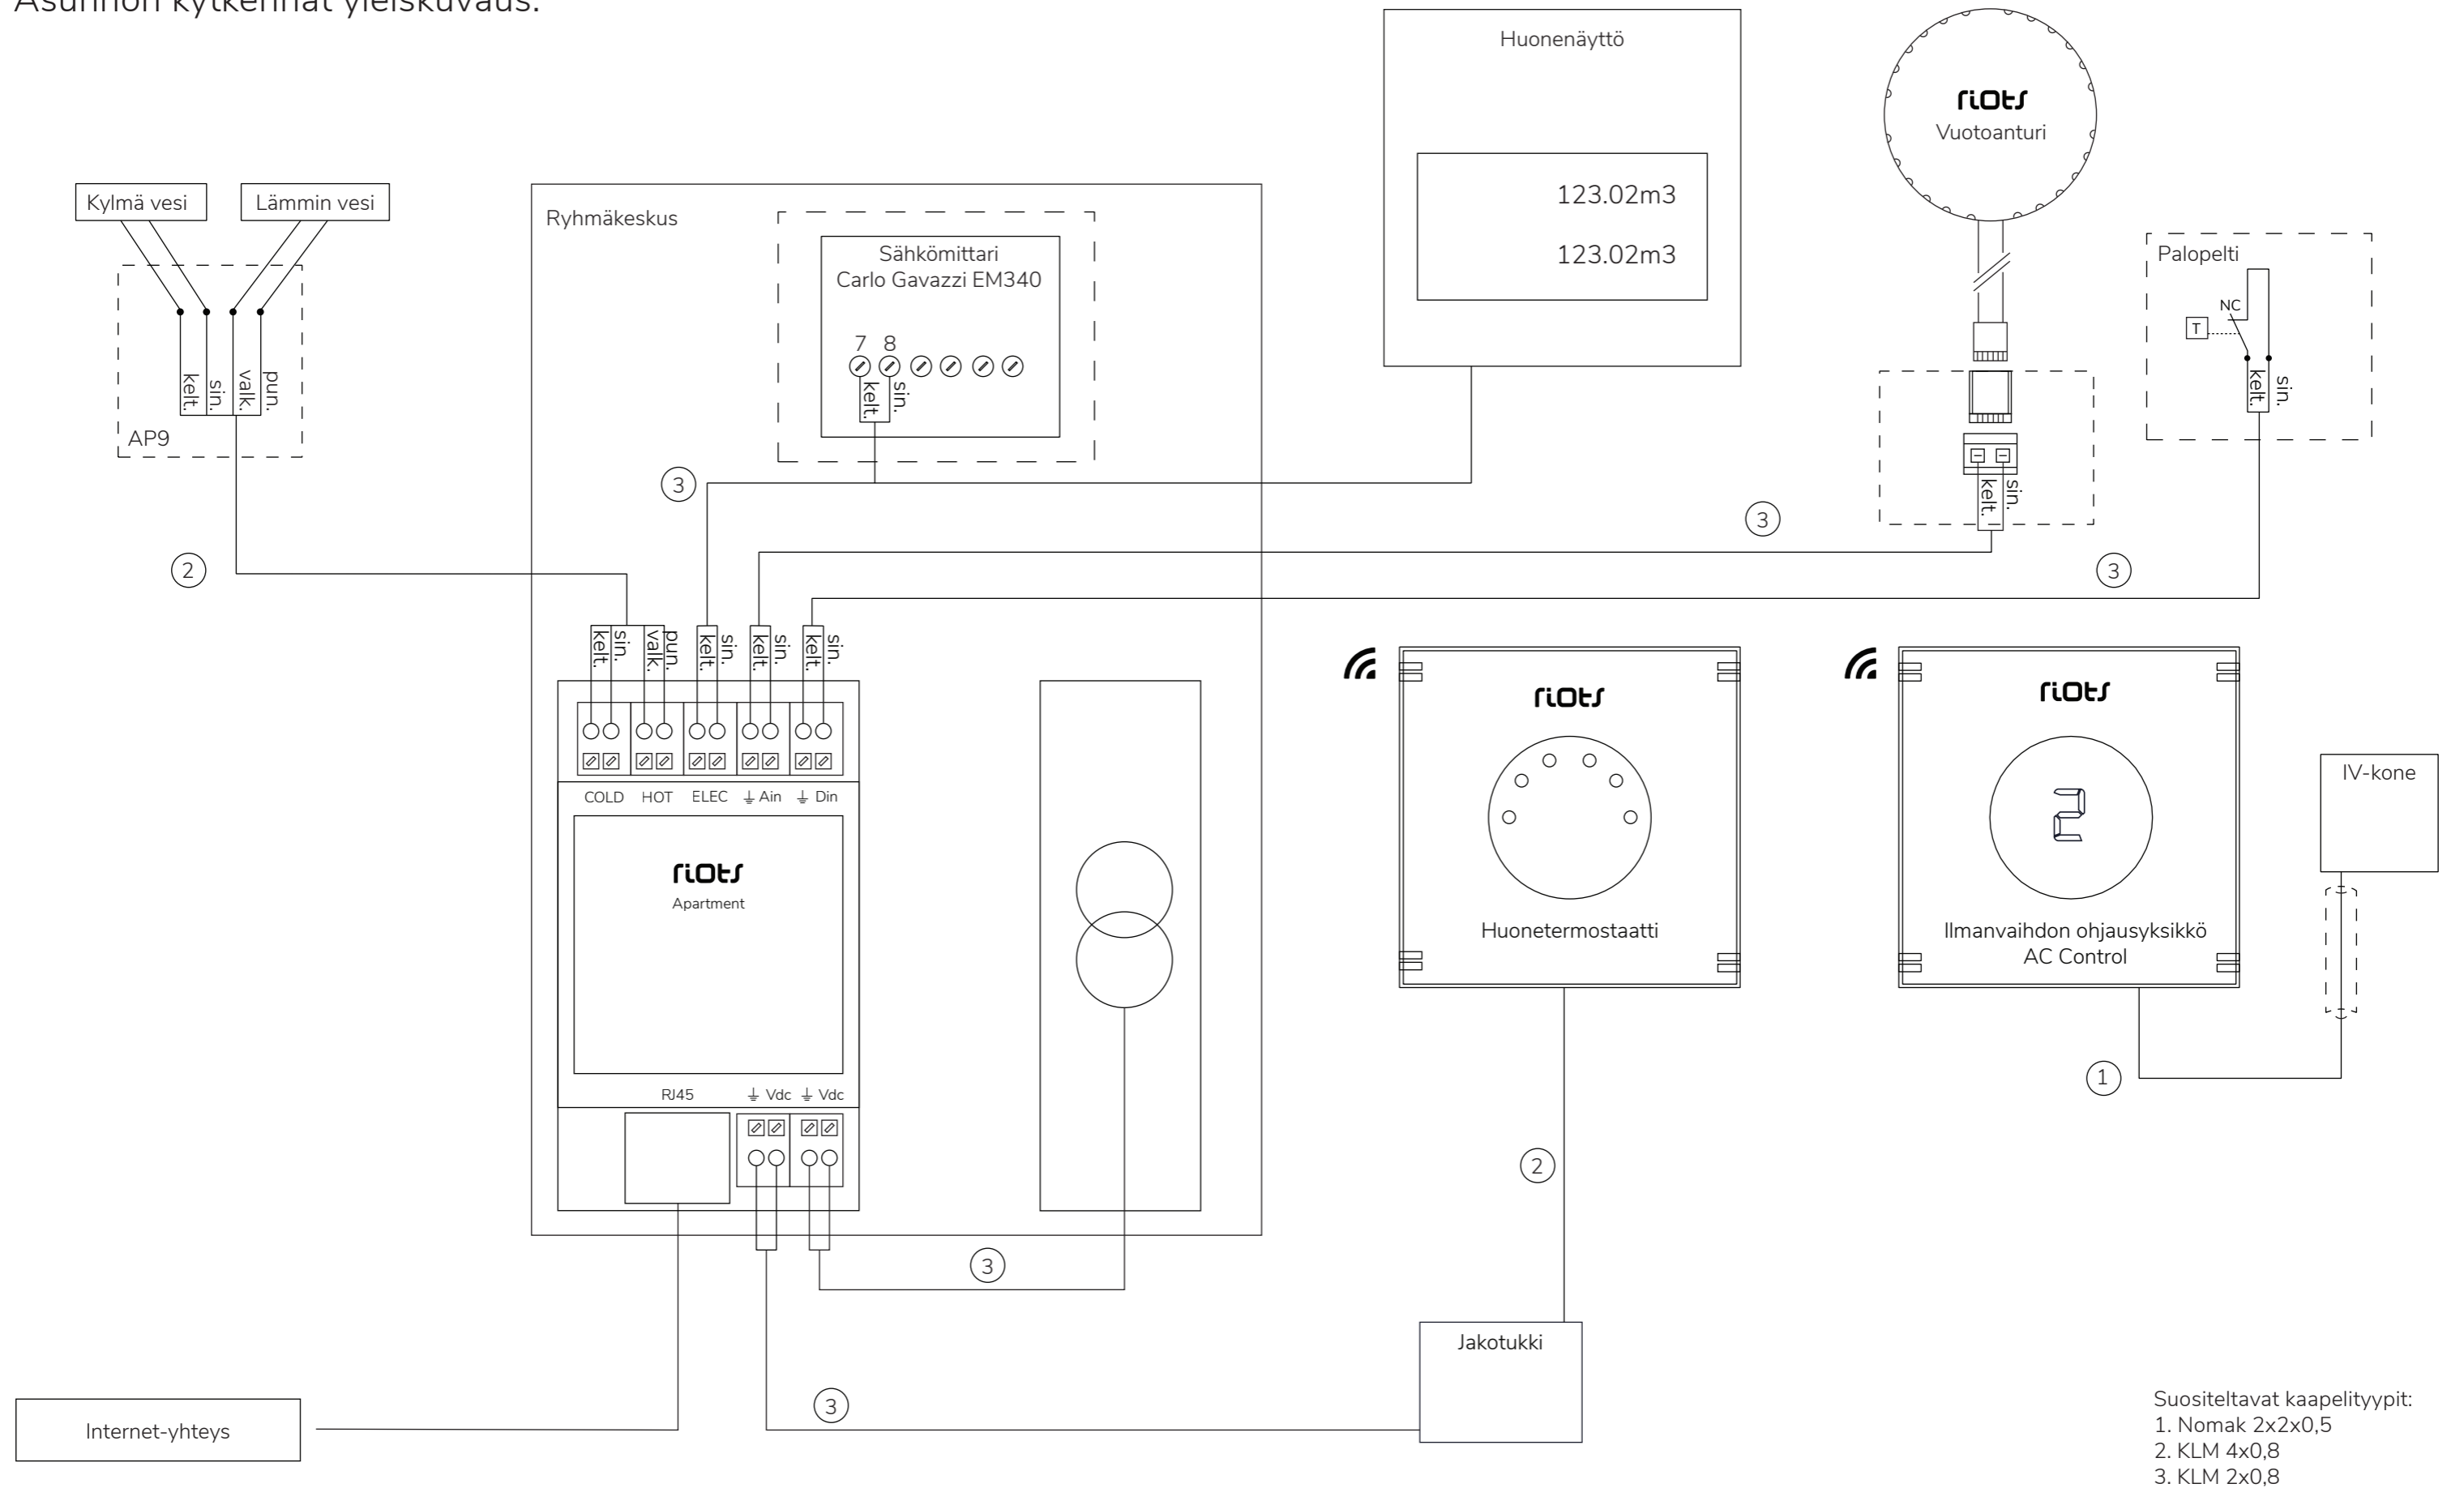 Asunnon kytkennät yleiskuvaus:
Huonenäyttö
123.02m3
123.02m3
riots
Vuotoanturi
Kylmä vesi
Lämmin vesi
kelt.
sin.
valk.
pun.
AP9
Ryhmäkeskus
Sähkömittari
Carlo Gavazzi EM340
7 8
kelt.
sin.
Palopelti
NC
T
kelt.
sin.
kelt.
sin.
3
3
2
3
kelt.
sin.
valk.
pun.
kelt.
sin.
kelt.
sin.
kelt.
sin.
COLD HOT ELEC Ain Din
riots
Apartment
RJ45 Vdc Vdc
riots
Huonetermostaatti
riots
2
Ilmanvaihdon ohjausyksikkö
AC Control
IV-kone
1
2
3
Jakotukki
3
Internet-yhteys
Suositeltavat kaapelityypit:
1. Nomak 2x2x0,5
2. KLM 4x0,8
3. KLM 2x0,8